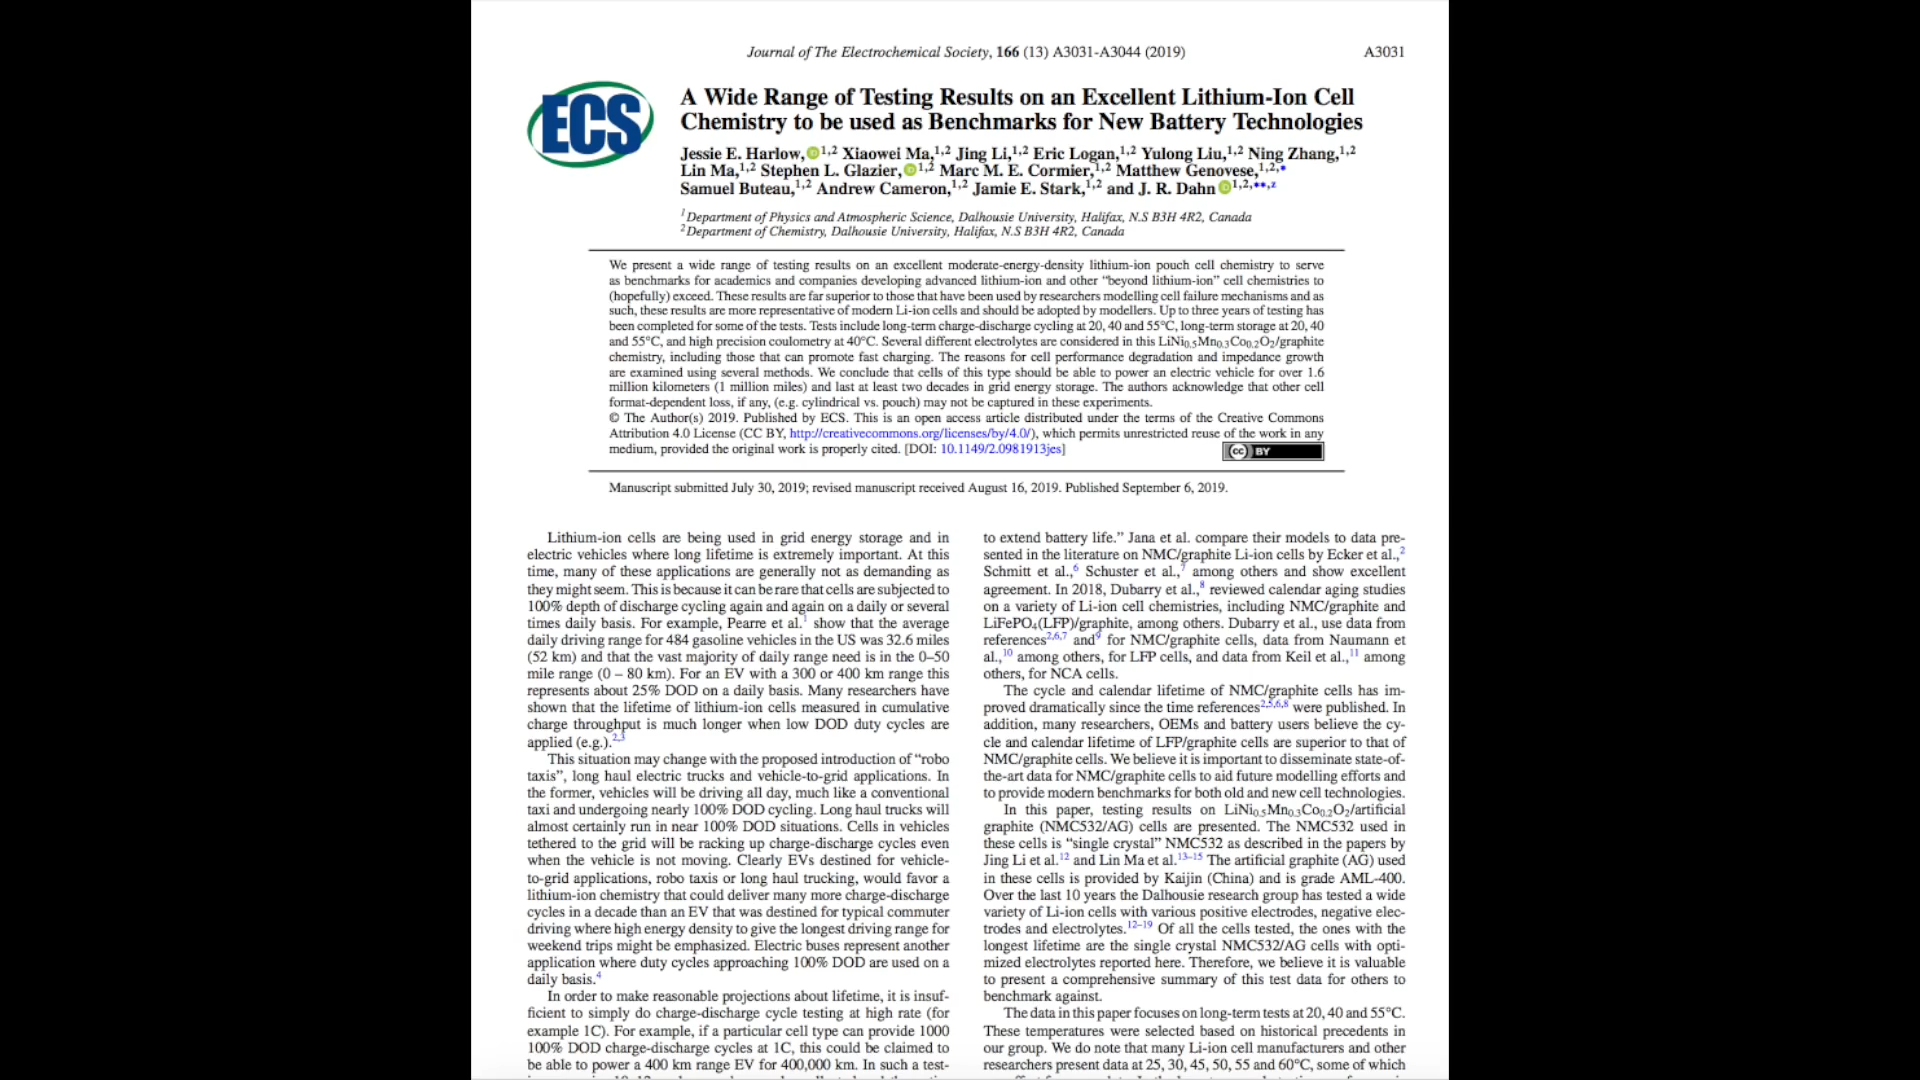 Journal of The Electrochemical Society, 166 (13) A3031-A3044 (2019)
A3031
ECS
A Wide Range of Testing Results on an Excellent Lithium-Ion Cell
Chemistry to be used as Benchmarks for New Battery Technologies
Jessie E. Harlow, 1,2 Xiaowei Ma,1,2 Jing Li,1,2 Eric Logan,1,2 Yulong Liu,1,2 Ning Zhang,1,2
Lin Ma,1,2 Stephen L. Glazier, 1,2 Marc M. E. Cormier,1,2 Matthew Genovese,1,2,*
Samuel Buteau,1,2 Andrew Cameron,1,2 Jamie E. Stark,1,2 and J. R. Dahn 1,2,**,z
1Department of Physics and Atmospheric Science, Dalhousie University, Halifax, N.S B3H 4R2, Canada
2Department of Chemistry, Dalhousie University, Halifax, N.S B3H 4R2, Canada
We present a wide range of testing results on an excellent moderate-energy-density lithium-ion pouch cell chemistry to serve
as benchmarks for academics and companies developing advanced lithium-ion and other “beyond lithium-ion” cell chemistries to
(hopefully) exceed. These results are far superior to those that have been used by researchers modelling cell failure mechanisms and as
such, these results are more representative of modern Li-ion cells and should be adopted by modellers. Up to three years of testing has
been completed for some of the tests. Tests include long-term charge-discharge cycling at 20, 40 and 55°C, long-term storage at 20, 40
and 55°C, and high precision coulometry at 40°C. Several different electrolytes are considered in this LiNi0.5Mn0.3Co0.2O2/graphite
chemistry, including those that can promote fast charging. The reasons for cell performance degradation and impedance growth
are examined using several methods. We conclude that cells of this type should be able to power an electric vehicle for over 1.6
million kilometers (1 million miles) and last at least two decades in grid energy storage. The authors acknowledge that other cell
format-dependent loss, if any, (e.g. cylindrical vs. pouch) may not be captured in these experiments.
© The Author(s) 2019. Published by ECS. This is an open access article distributed under the terms of the Creative Commons
Attribution 4.0 License (CC BY, http://creativecommons.org/licenses/by/4.0/), which permits unrestricted reuse of the work in any
medium, provided the original work is properly cited. [DOI: 10.1149/2.0981913jes]
cc BY
Manuscript submitted July 30, 2019; revised manuscript received August 16, 2019. Published September 6, 2019.
Lithium-ion cells are being used in grid energy storage and in
electric vehicles where long lifetime is extremely important. At this
time, many of these applications are generally not as demanding as
they might seem. This is because it can be rare that cells are subjected to
100% depth of discharge cycling again and again on a daily or several
times daily basis. For example, Pearre et al.1 show that the average
daily driving range for 484 gasoline vehicles in the US was 32.6 miles
(52 km) and that the vast majority of daily range need is in the 0–50
mile range (0 – 80 km). For an EV with a 300 or 400 km range this
represents about 25% DOD on a daily basis. Many researchers have
shown that the lifetime of lithium-ion cells measured in cumulative
charge throughput is much longer when low DOD duty cycles are
applied (e.g.).2,3
This situation may change with the proposed introduction of “robo
taxis”, long haul electric trucks and vehicle-to-grid applications. In
the former, vehicles will be driving all day, much like a conventional
taxi and undergoing nearly 100% DOD cycling. Long haul trucks will
almost certainly run in near 100% DOD situations. Cells in vehicles
tethered to the grid will be racking up charge-discharge cycles even
when the vehicle is not moving. Clearly EVs destined for vehicle-
to-grid applications, robo taxis or long haul trucking, would favor a
lithium-ion chemistry that could deliver many more charge-discharge
cycles in a decade than an EV that was destined for typical commuter
driving where high energy density to give the longest driving range for
weekend trips might be emphasized. Electric buses represent another
application where duty cycles approaching 100% DOD are used on a
daily basis.4
In order to make reasonable projections about lifetime, it is insuf-
ficient to simply do charge-discharge cycle testing at high rate (for
example 1C). For example, if a particular cell type can provide 1000
100% DOD charge-discharge cycles at 1C, this could be claimed to
be able to power a 400 km range EV for 400,000 km. In such a test-
to extend battery life.” Jana et al. compare their models to data pre-
sented in the literature on NMC/graphite Li-ion cells by Ecker et al.,2
Schmitt et al.,6 Schuster et al.,7 among others and show excellent
agreement. In 2018, Dubarry et al.,8 reviewed calendar aging studies
on a variety of Li-ion cell chemistries, including NMC/graphite and
LiFePO4(LFP)/graphite, among others. Dubarry et al., use data from
references2,6,7 and9 for NMC/graphite cells, data from Naumann et
al.,10 among others, for LFP cells, and data from Keil et al.,11 among
others, for NCA cells.
The cycle and calendar lifetime of NMC/graphite cells has im-
proved dramatically since the time references2,5,6,8 were published. In
addition, many researchers, OEMs and battery users believe the cy-
cle and calendar lifetime of LFP/graphite cells are superior to that of
NMC/graphite cells. We believe it is important to disseminate state-of-
the-art data for NMC/graphite cells to aid future modelling efforts and
to provide modern benchmarks for both old and new cell technologies.
In this paper, testing results on LiNi0.5Mn0.3Co0.2O2/artificial
graphite (NMC532/AG) cells are presented. The NMC532 used in
these cells is “single crystal” NMC532 as described in the papers by
Jing Li et al.12 and Lin Ma et al.13–15 The artificial graphite (AG) used
in these cells is provided by Kaijin (China) and is grade AML-400.
Over the last 10 years the Dalhousie research group has tested a wide
variety of Li-ion cells with various positive electrodes, negative elec-
trodes and electrolytes.12–19 Of all the cells tested, the ones with the
longest lifetime are the single crystal NMC532/AG cells with opti-
mized electrolytes reported here. Therefore, we believe it is valuable
to present a comprehensive summary of this test data for others to
benchmark against.
The data in this paper focuses on long-term tests at 20, 40 and 55°C.
These temperatures were selected based on historical precedents in
our group. We do note that many Li-ion cell manufacturers and other
researchers present data at 25, 30, 45, 50, 55 and 60°C, some of which